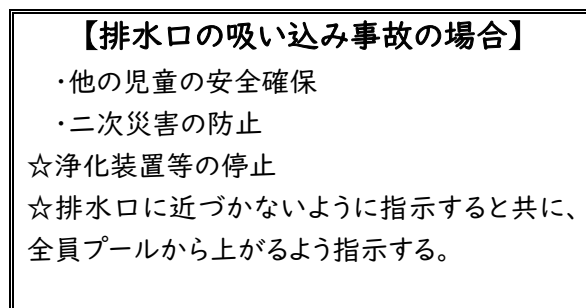 【排水口の吸い込み事故の場合】
・他の児童の安全確保
・二次災害の防止
☆浄化装置等の停止
☆排水口に近づかないように指示すると共に、
全員プールから上がるよう指示する。